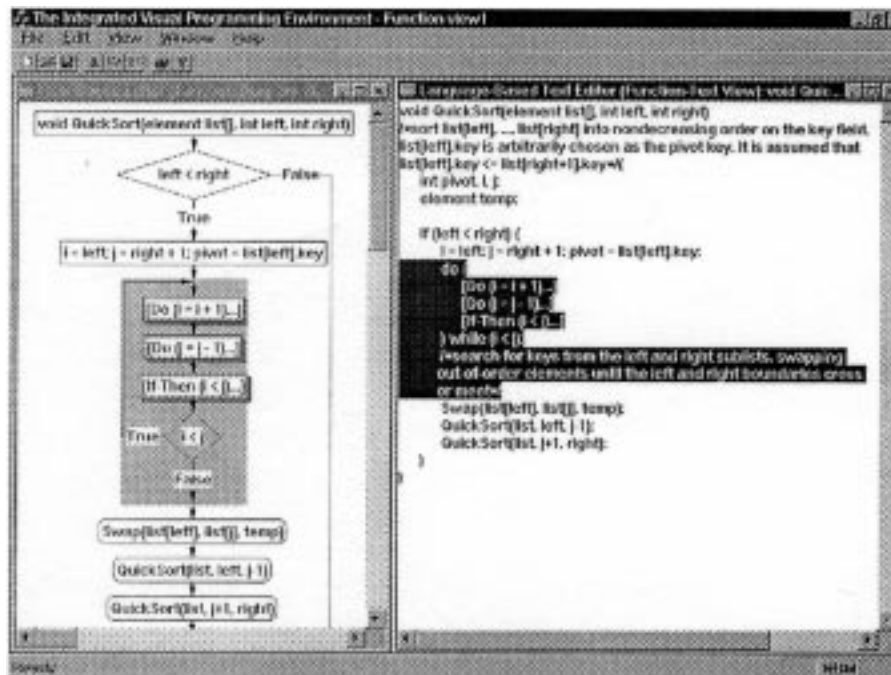 The Integrated Visual Programming Environment - Function view1
File Edit View Window Help
void QuickSort(element list[], int left, int right)
left < right
False
True
i = left; j = right + 1; pivot = list[left].key
[Do (i = i + 1)...]
[Do (j = j - 1)...]
[If-Then (i < j)...]
True
i < j
False
Swap(list[left], list[j], temp)
QuickSort(list, left, j-1)
QuickSort(list, j+1, right)
Language-Based Text Editor (Function-Text View)-void Quic...
void QuickSort(element list[], int left, int right)
/*sort list[left], ..., list[right] into nondecreasing order on the key field.
list[left].key is arbitrarily chosen as the pivot key. It is assumed that
list[left].key <= list[right+1].key*/{
int pivot, i, j;
element temp;
if (left < right) {
i = left; j = right + 1; pivot = list[left].key;
do {
[Do (i = i + 1)...]
[Do (j = j - 1)...]
[If-Then (i < j)...]
} while (i < j);
/*search for keys from the left and right sublists, swapping
out-of-order elements until the left and right boundaries cross
or meet*/
Swap(list[left], list[j], temp);
QuickSort(list, left, j-1);
QuickSort(list, j+1, right);
}
}
Ready
NUM